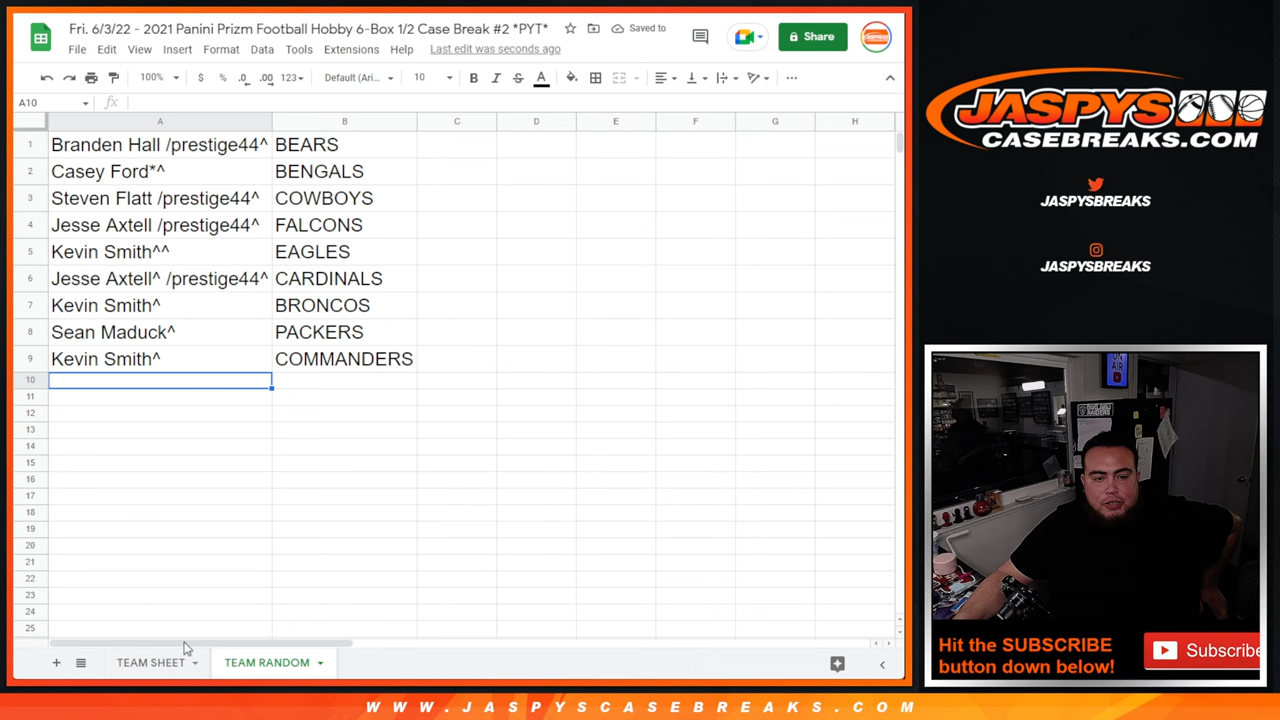 Fri. 6/3/22 - 2021 Panini Prizm Football Hobby 6-Box 1/2 Case Break #2 *PYT*
Saved to
Share
File Edit View Insert Format Data Tools Extensions Help Last edit was seconds ago
100% $ % .0 .00 123 Default (Ari... 10 B I S A
A10 fx
A B C D E F G H
1 Branden Hall /prestige44^ BEARS
2 Casey Ford*^ BENGALS
3 Steven Flatt /prestige44^ COWBOYS
4 Jesse Axtell /prestige44^ FALCONS
5 Kevin Smith^^ EAGLES
6 Jesse Axtell^ /prestige44^ CARDINALS
7 Kevin Smith^ BRONCOS
8 Sean Maduck^ PACKERS
9 Kevin Smith^ COMMANDERS
10
11
12
13
14
15
16
17
18
19
20
21
22
23
24
25
TEAM SHEET TEAM RANDOM
JASPYS
CASEBREAKS.COM
JASPYSBREAKS
JASPYSBREAKS
ON AIR
RAIDERS
Hit the SUBSCRIBE
button down below!
Subscribe
WWW.JASPYSCASEBREAKS.COM